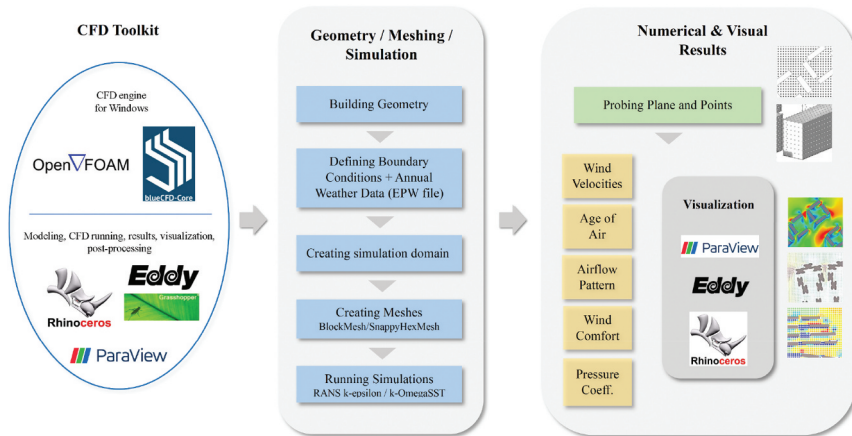 CFD Toolkit
CFD engine
for Windows
Open∇FOAM
blueCFD-Core
Modeling, CFD running, results, visualization,
post-processing
Eddy
Grasshopper
Rhinoceros
ParaView
Geometry / Meshing /
Simulation
Building Geometry
Defining Boundary
Conditions + Annual
Weather Data (EPW file)
Creating simulation domain
Creating Meshes
BlockMesh/SnappyHexMesh
Running Simulations
RANS k-epsilon / k-OmegaSST
Numerical & Visual
Results
Probing Plane and Points
Wind
Velocities
Age of
Air
Airflow
Pattern
Wind
Comfort
Pressure
Coeff.
Visualization
ParaView
Eddy
Rhinoceros